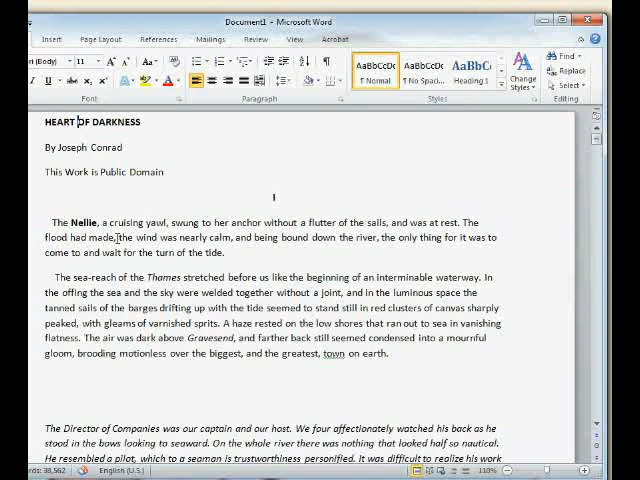 Document1 - Microsoft Word
Insert Page Layout References Mailings Review View Acrobat
(Body) 11 Aa
I U abc x₂ x² A ab A
AaBbCcDc AaBbCcDc AaBbCc
¶ Normal ¶ No Spaci... Heading 1
Change Styles
Find
Replace
Select
Font Paragraph Styles Editing
HEART OF DARKNESS
By Joseph Conrad
This Work is Public Domain
I
The Nellie, a cruising yawl, swung to her anchor without a flutter of the sails, and was at rest. The
flood had made, the wind was nearly calm, and being bound down the river, the only thing for it was to
come to and wait for the turn of the tide.
The sea-reach of the Thames stretched before us like the beginning of an interminable waterway. In
the offing the sea and the sky were welded together without a joint, and in the luminous space the
tanned sails of the barges drifting up with the tide seemed to stand still in red clusters of canvas sharply
peaked, with gleams of varnished sprits. A haze rested on the low shores that ran out to sea in vanishing
flatness. The air was dark above Gravesend, and farther back still seemed condensed into a mournful
gloom, brooding motionless over the biggest, and the greatest, town on earth.
The Director of Companies was our captain and our host. We four affectionately watched his back as he
stood in the bows looking to seaward. On the whole river there was nothing that looked half so nautical.
He resembled a pilot, which to a seaman is trustworthiness personified. It was difficult to realize his work
rds: 38,562 English (U.S.) 110%